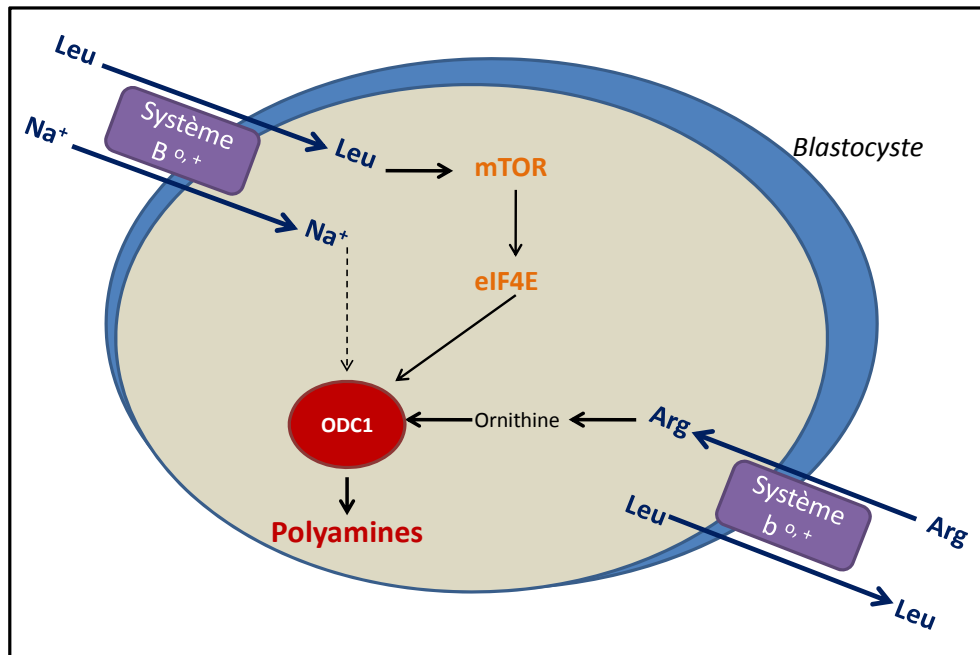 Leu
Système
B o, +
Na⁺
Leu
mTOR
Blastocyste
Na⁺
eIF4E
ODC1
Ornithine
Arg
Système
b o, +
Leu
Arg
Polyamines
Leu